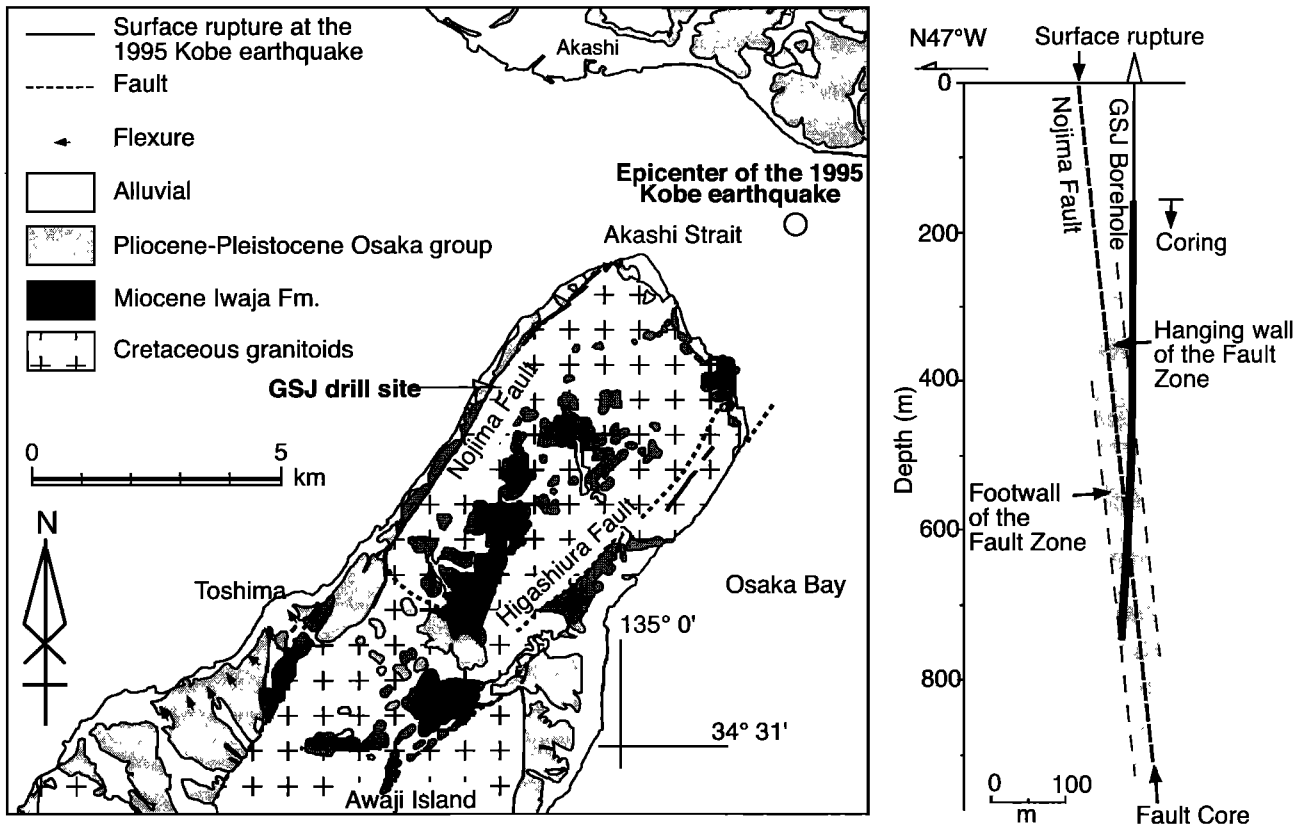 Surface rupture at the
1995 Kobe earthquake
Fault
Flexure
Alluvial
Pliocene-Pleistocene Osaka group
Miocene Iwaja Fm.
Cretaceous granitoids
Akashi
Epicenter of the 1995
Kobe earthquake
Akashi Strait
GSJ drill site
Nojima Fault
0 5
km
N
Toshima
Higashiura Fault
Osaka Bay
135° 0'
34° 31'
Awaji Island
N47°W
Surface rupture
0
Nojima Fault
GSJ Borehole
200
Coring
Hanging wall
of the Fault
Zone
400
Depth (m)
Footwall
of the
Fault Zone
600
800
0 100
m
Fault Core